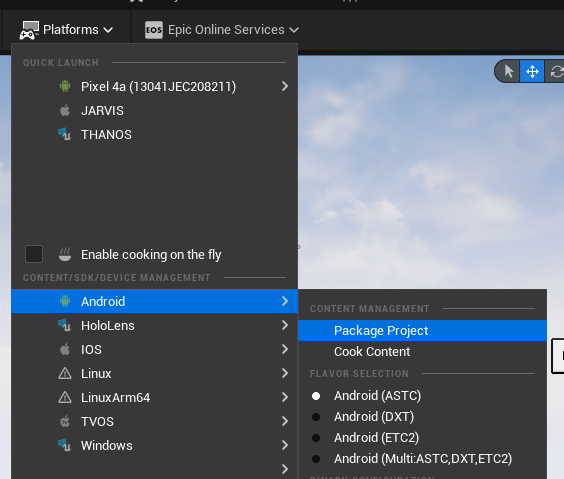 Platforms
EOS Epic Online Services
QUICK LAUNCH
Pixel 4a (13041JEC208211)
JARVIS
THANOS
Enable cooking on the fly
CONTENT/SDK/DEVICE MANAGEMENT
Android
HoloLens
IOS
Linux
LinuxArm64
TVOS
Windows
CONTENT MANAGEMENT
Package Project
Cook Content
FLAVOR SELECTION
Android (ASTC)
Android (DXT)
Android (ETC2)
Android (Multi:ASTC,DXT,ETC2)